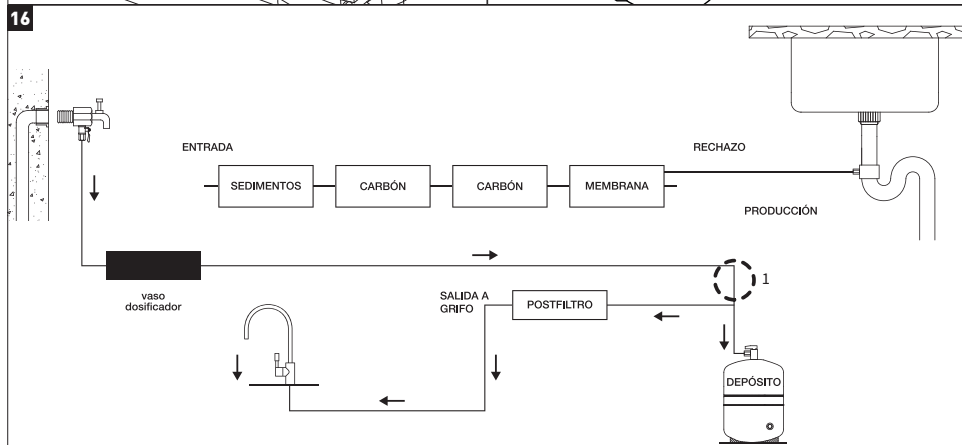 16
ENTRADA
RECHAZO
SEDIMENTOS
CARBÓN
CARBÓN
MEMBRANA
PRODUCCIÓN
1
vaso
dosificador
SALIDA A
GRIFO
POSTFILTRO
DEPÓSITO